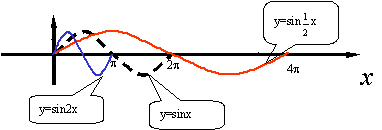 y=sin1/2x
π
2π
4π
x
y=sin2x
y=sinx